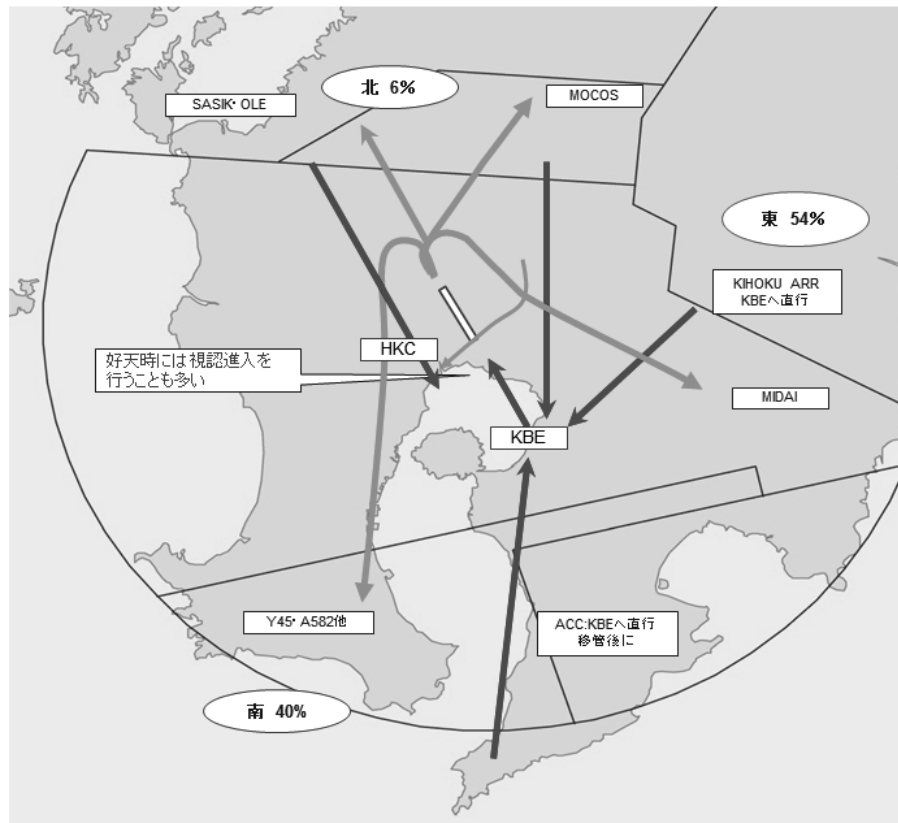 北 6%
SASIK・OLE
MOCOS
東 54%
KIHOKU ARR
KBEへ直行
HKC
好天時には視認進入を
行うことも多い
MIDAI
KBE
Y45・A582他
ACC:KBEへ直行
移管後に
南 40%